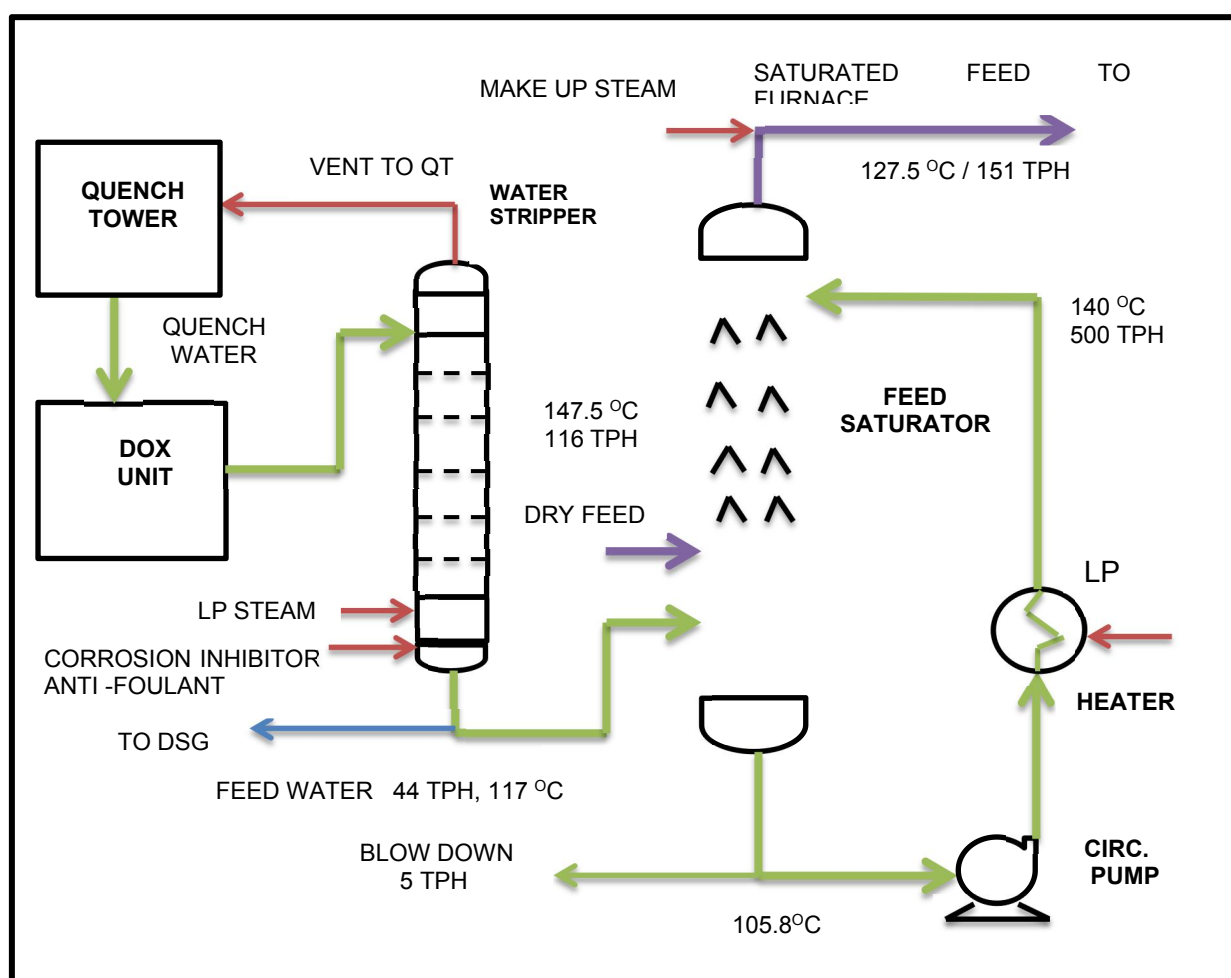 MAKE UP STEAM
SATURATED FEED TO
FURNACE
127.5 ᴼC / 151 TPH
VENT TO QT
QUENCH
TOWER
WATER
STRIPPER
QUENCH
WATER
140 ᴼC
500 TPH
FEED
SATURATOR
147.5 ᴼC
116 TPH
DOX
UNIT
DRY FEED
LP
LP STEAM
CORROSION INHIBITOR
ANTI -FOULANT
HEATER
TO DSG
FEED WATER 44 TPH, 117 ᴼC
BLOW DOWN
5 TPH
CIRC.
PUMP
105.8ᴼC